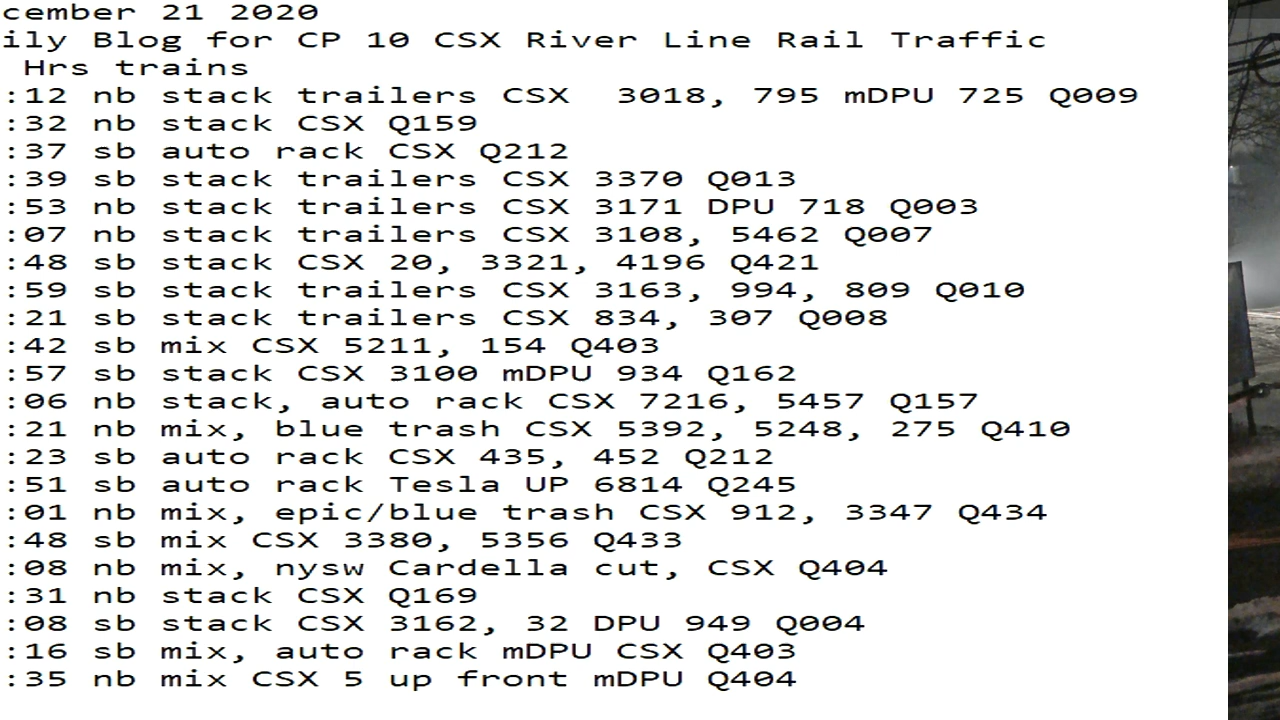 cember 21 2020
ily Blog for CP 10 CSX River Line Rail Traffic
Hrs trains
:12 nb stack trailers CSX  3018, 795 mDPU 725 Q009
:32 nb stack CSX Q159
:37 sb auto rack CSX Q212
:39 sb stack trailers CSX 3370 Q013
:53 nb stack trailers CSX 3171 DPU 718 Q003
:07 nb stack trailers CSX 3108, 5462 Q007
:48 sb stack CSX 20, 3321, 4196 Q421
:59 sb stack trailers CSX 3163, 994, 809 Q010
:21 sb stack trailers CSX 834, 307 Q008
:42 sb mix CSX 5211, 154 Q403
:57 sb stack CSX 3100 mDPU 934 Q162
:06 nb stack, auto rack CSX 7216, 5457 Q157
:21 nb mix, blue trash CSX 5392, 5248, 275 Q410
:23 sb auto rack CSX 435, 452 Q212
:51 sb auto rack Tesla UP 6814 Q245
:01 nb mix, epic/blue trash CSX 912, 3347 Q434
:48 sb mix CSX 3380, 5356 Q433
:08 nb mix, nysw Cardella cut, CSX Q404
:31 nb stack CSX Q169
:08 sb stack CSX 3162, 32 DPU 949 Q004
:16 sb mix, auto rack mDPU CSX Q403
:35 nb mix CSX 5 up front mDPU Q404